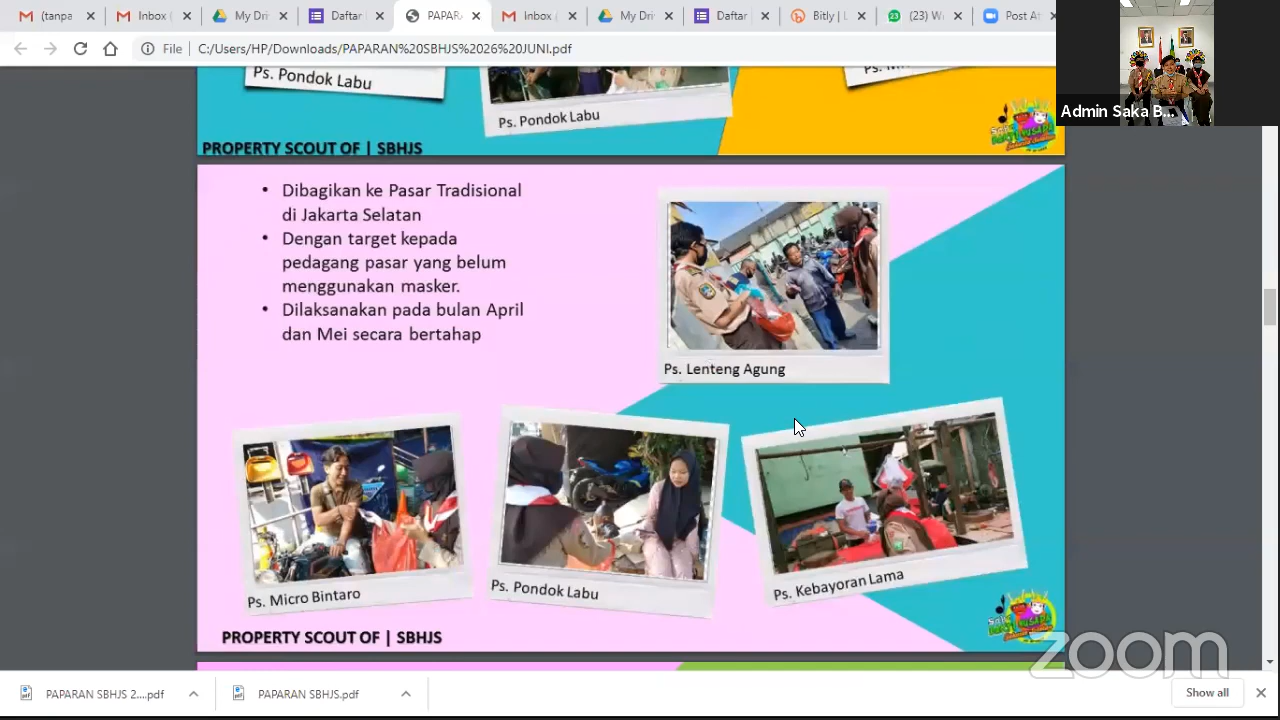 (tanpa
Inbox (
My Dri
Daftar
PAPAR
Inbox
My Dri
Daftar
Bitly | L
(23) W
Post At
File
C:/Users/HP/Downloads/PAPARAN%20SBHJS%2026%20JUNI.pdf
Admin Saka B...
Ps. Pondok Labu
Ps. Pondok Labu
PROPERTY SCOUT OF | SBHJS
• Dibagikan ke Pasar Tradisional
di Jakarta Selatan
• Dengan target kepada
pedagang pasar yang belum
menggunakan masker.
• Dilaksanakan pada bulan April
dan Mei secara bertahap
Ps. Lenteng Agung
Ps. Micro Bintaro
Ps. Pondok Labu
Ps. Kebayoran Lama
PROPERTY SCOUT OF | SBHJS
zoom
PAPARAN SBHJS 2....pdf
PAPARAN SBHJS.pdf
Show all